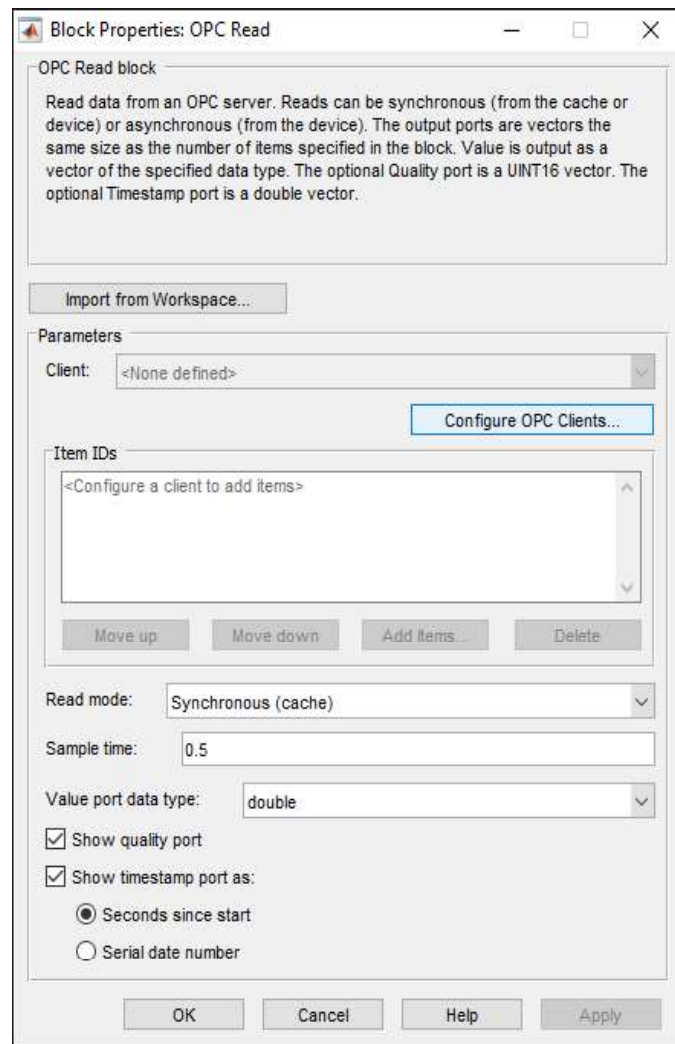 Block Properties: OPC Read
OPC Read block
Read data from an OPC server. Reads can be synchronous (from the cache or
device) or asynchronous (from the device). The output ports are vectors the
same size as the number of items specified in the block. Value is output as a
vector of the specified data type. The optional Quality port is a UINT16 vector. The
optional Timestamp port is a double vector.
Import from Workspace...
Parameters
Client: <None defined>
Configure OPC Clients...
Item IDs
<Configure a client to add items>
Move up Move down Add Items... Delete
Read mode: Synchronous (cache)
Sample time: 0.5
Value port data type: double
Show quality port
Show timestamp port as:
Seconds since start
Serial date number
OK Cancel Help Apply